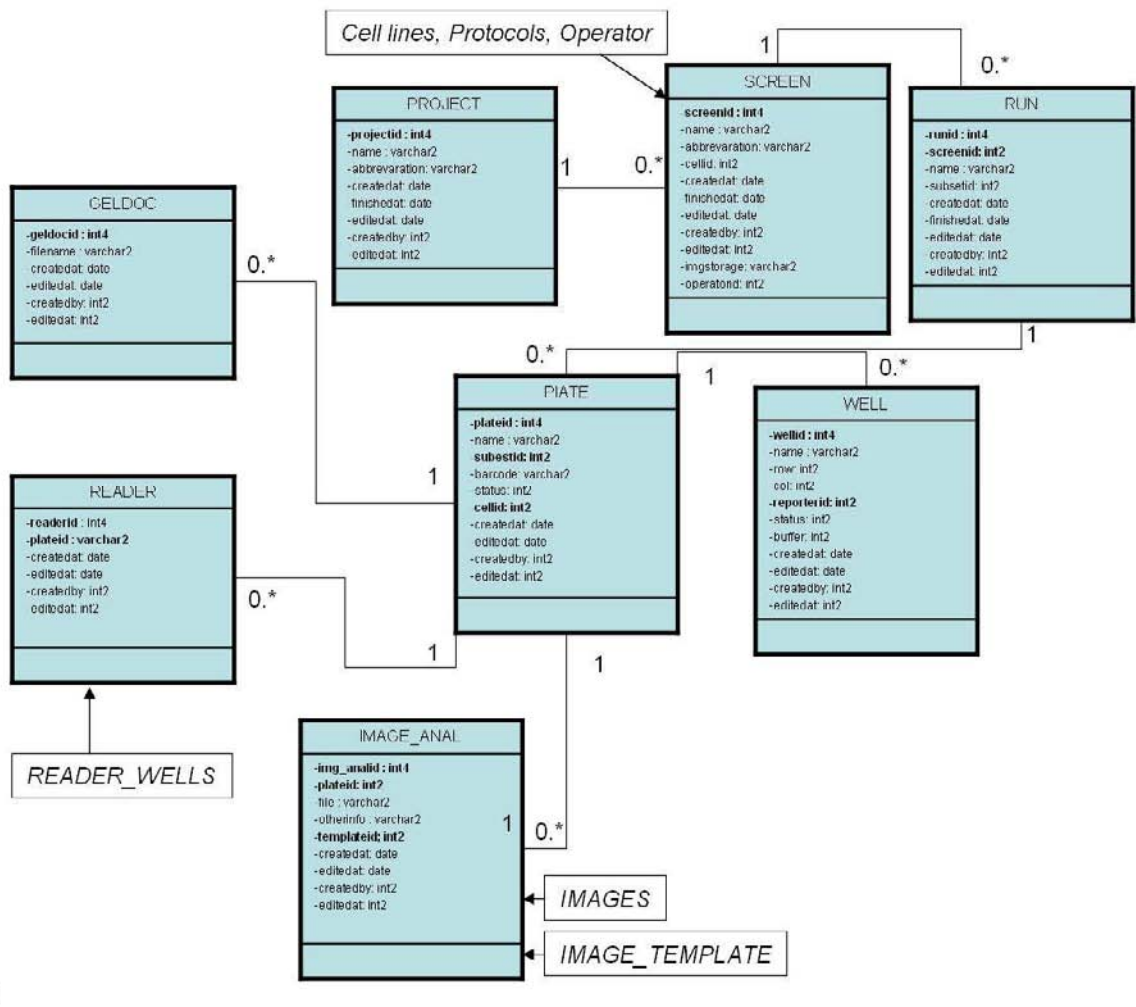 Cell lines, Protocols, Operator
1
0.*
SCREEN
-screenid : int4
-name : varchar2
-abbrevaration: varchar2
-cellid: int2
-createdat: date
-finishedat: date
-editedat: date
-createdby: int2
-editedat: int2
-imgstorage: varchar2
-operatorid: int2
PROJECT
-projectid : int4
-name : varchar2
-abbrevaration: varchar2
-createdat: date
-finishedat: date
-editedat: date
-createdby: int2
-editedat: int2
1
0.*
RUN
-runid : int4
-screenid: int2
-name : varchar2
-subsetid: int2
-createdat: date
-finishedat: date
-editedat: date
-createdby: int2
-editedat: int2
1
GELDOC
-geldocid : int4
-filename : varchar2
-createdat: date
-editedat: date
-createdby: int2
-editedat: int2
0.*
1
0.*
1
0.*
PIATE
-plateid : int4
-name : varchar2
-subestid: int2
-barcode: varchar2
-status: int2
-cellid: int2
-createdat: date
-editedat: date
-createdby: int2
-editedat: int2
WELL
-wellid : int4
-name : varchar2
-row: int2
-col: int2
-reporterid: int2
-status: int2
-buffer: int2
-createdat: date
-editedat: date
-createdby: int2
-editedat: int2
READER
-readerid : int4
-plateid : varchar2
-createdat: date
-editedat: date
-createdby: int2
-editedat: int2
0.*
1
1
READER_WELLS
IMAGE_ANAL
-img_analid : int4
-plateid: int2
-file : varchar2
-otherinfo : varchar2
-templateid: int2
-createdat: date
-editedat: date
-createdby: int2
-editedat: int2
1
0.*
IMAGES
IMAGE_TEMPLATE